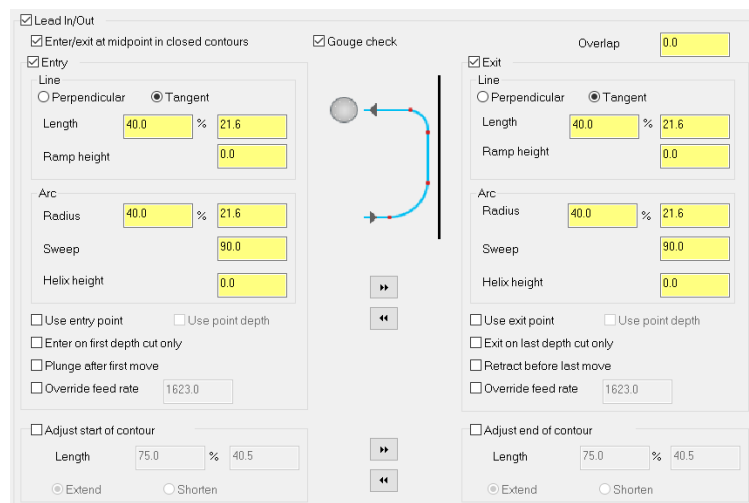 Lead In/Out
Enter/exit at midpoint in closed contours Gouge check Overlap 0.0
Entry Exit
Line Line
Perpendicular Tangent Perpendicular Tangent
Length 40.0 % 21.6 Length 40.0 % 21.6
Ramp height 0.0 Ramp height 0.0
Arc Arc
Radius 40.0 % 21.6 Radius 40.0 % 21.6
Sweep 90.0 Sweep 90.0
Helix height 0.0 Helix height 0.0
Use entry point Use point depth Use exit point Use point depth
Enter on first depth cut only Exit on last depth cut only
Plunge after first move Retract before last move
Override feed rate 1623.0 Override feed rate 1623.0
Adjust start of contour Adjust end of contour
Length 75.0 % 40.5 Length 75.0 % 40.5
Extend Shorten Extend Shorten